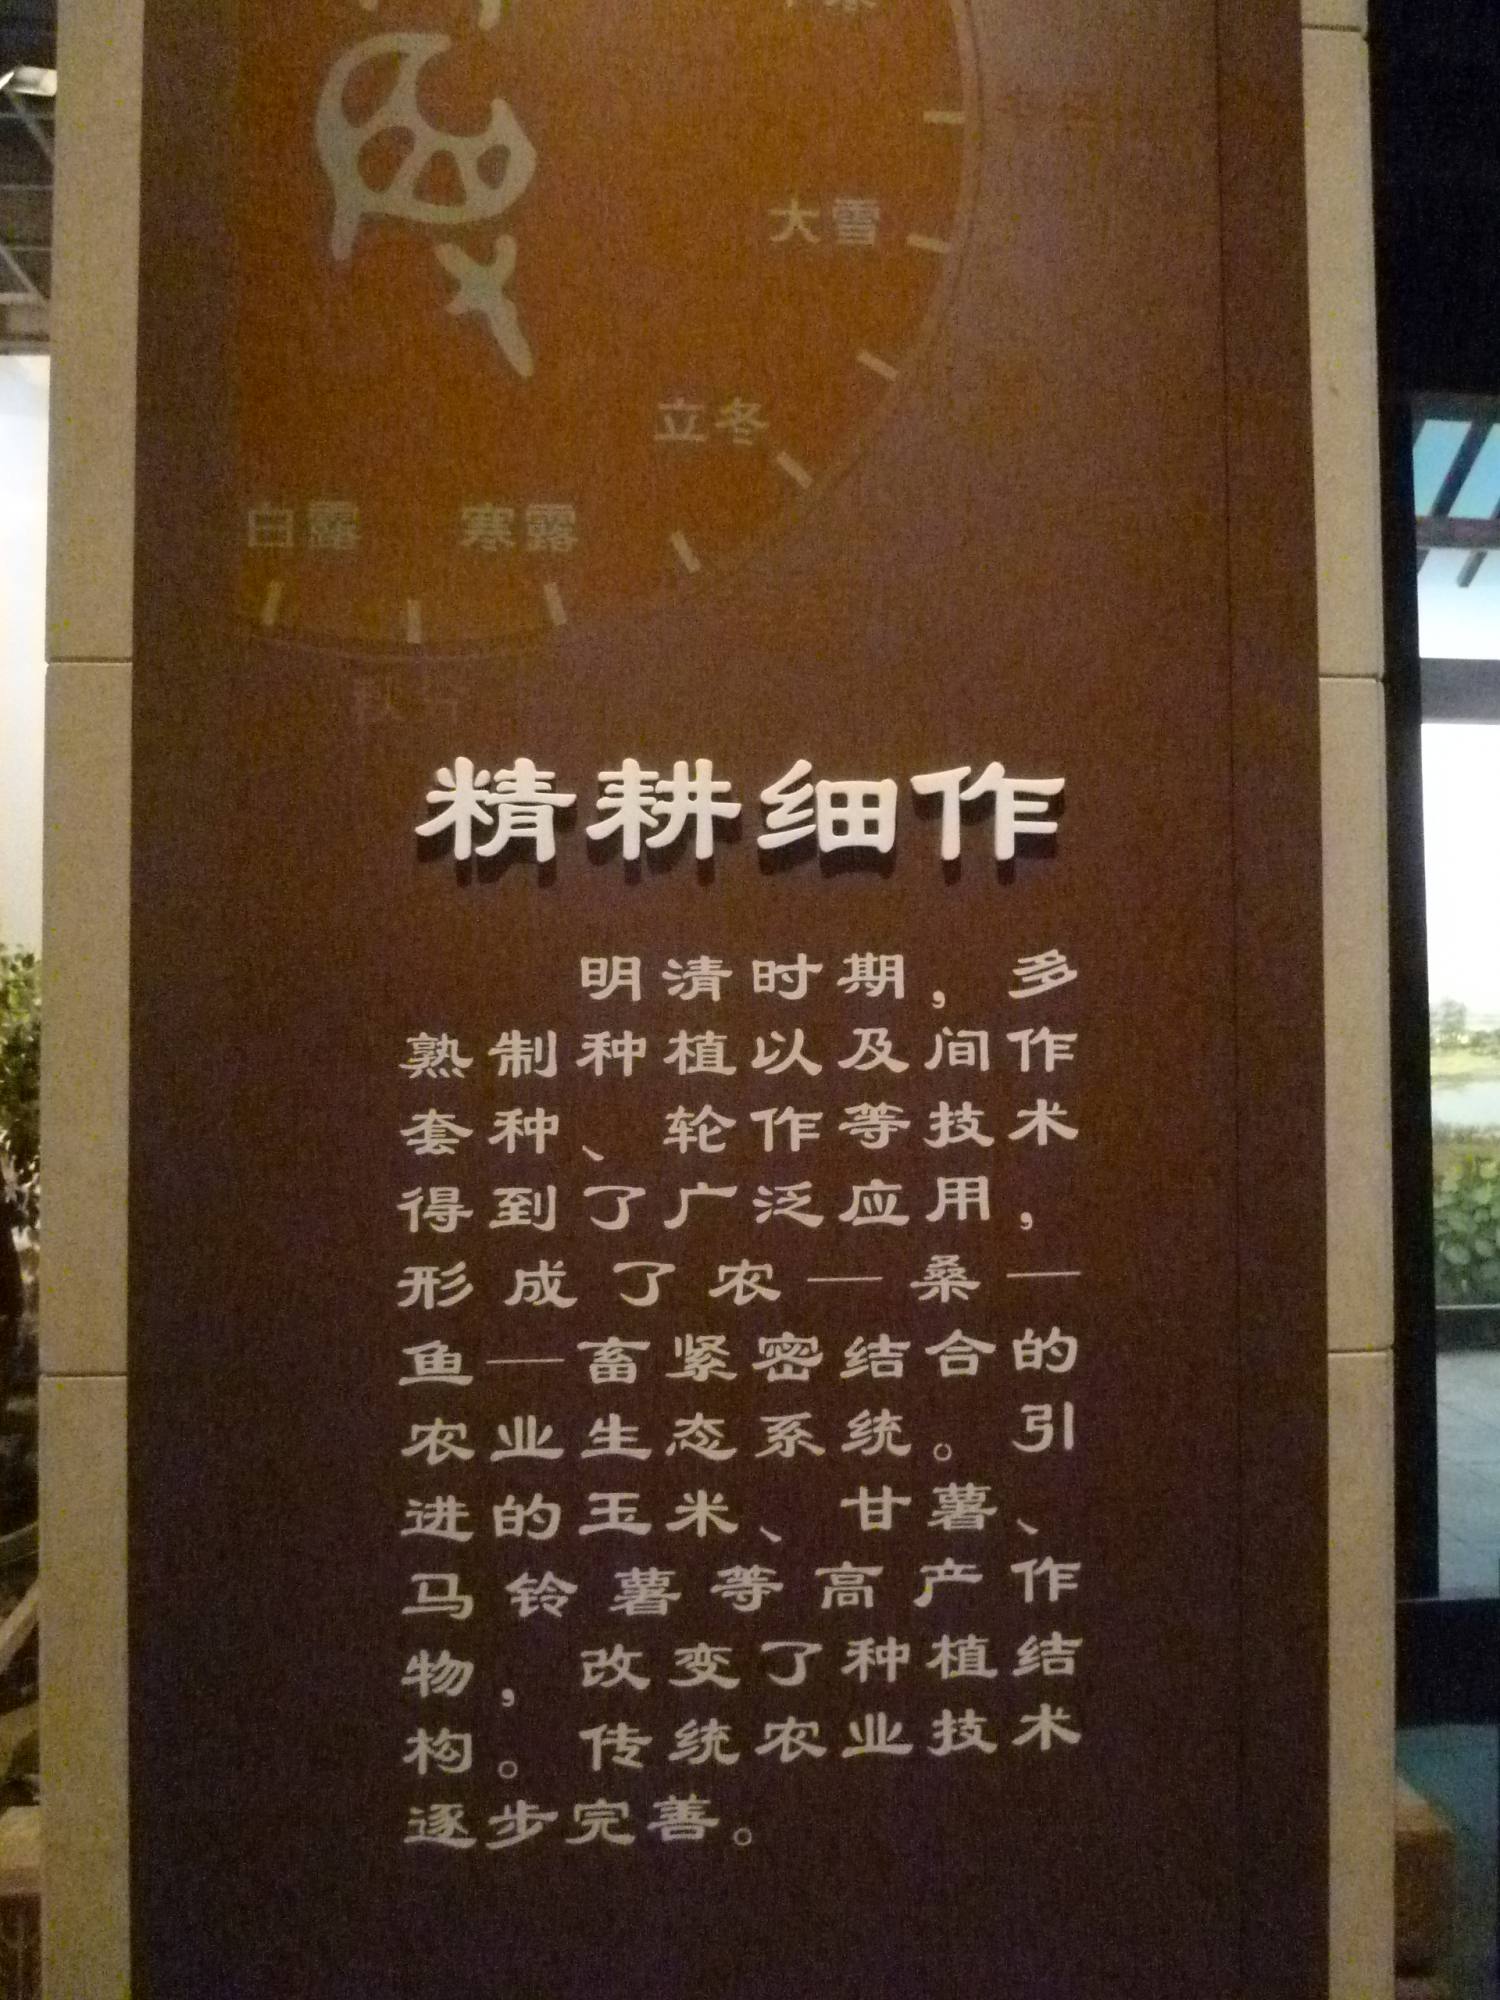 大雪
立冬
白露 寒露
精耕细作
明清时期，多
熟制种植以及间作
套种、轮作等技术
得到了广泛应用，
形成了农—桑—
鱼—畜紧密结合的
农业生态系统。引
进的玉米、甘薯、
马铃薯等高产作
物，改变了种植结
构。传统农业技术
逐步完善。